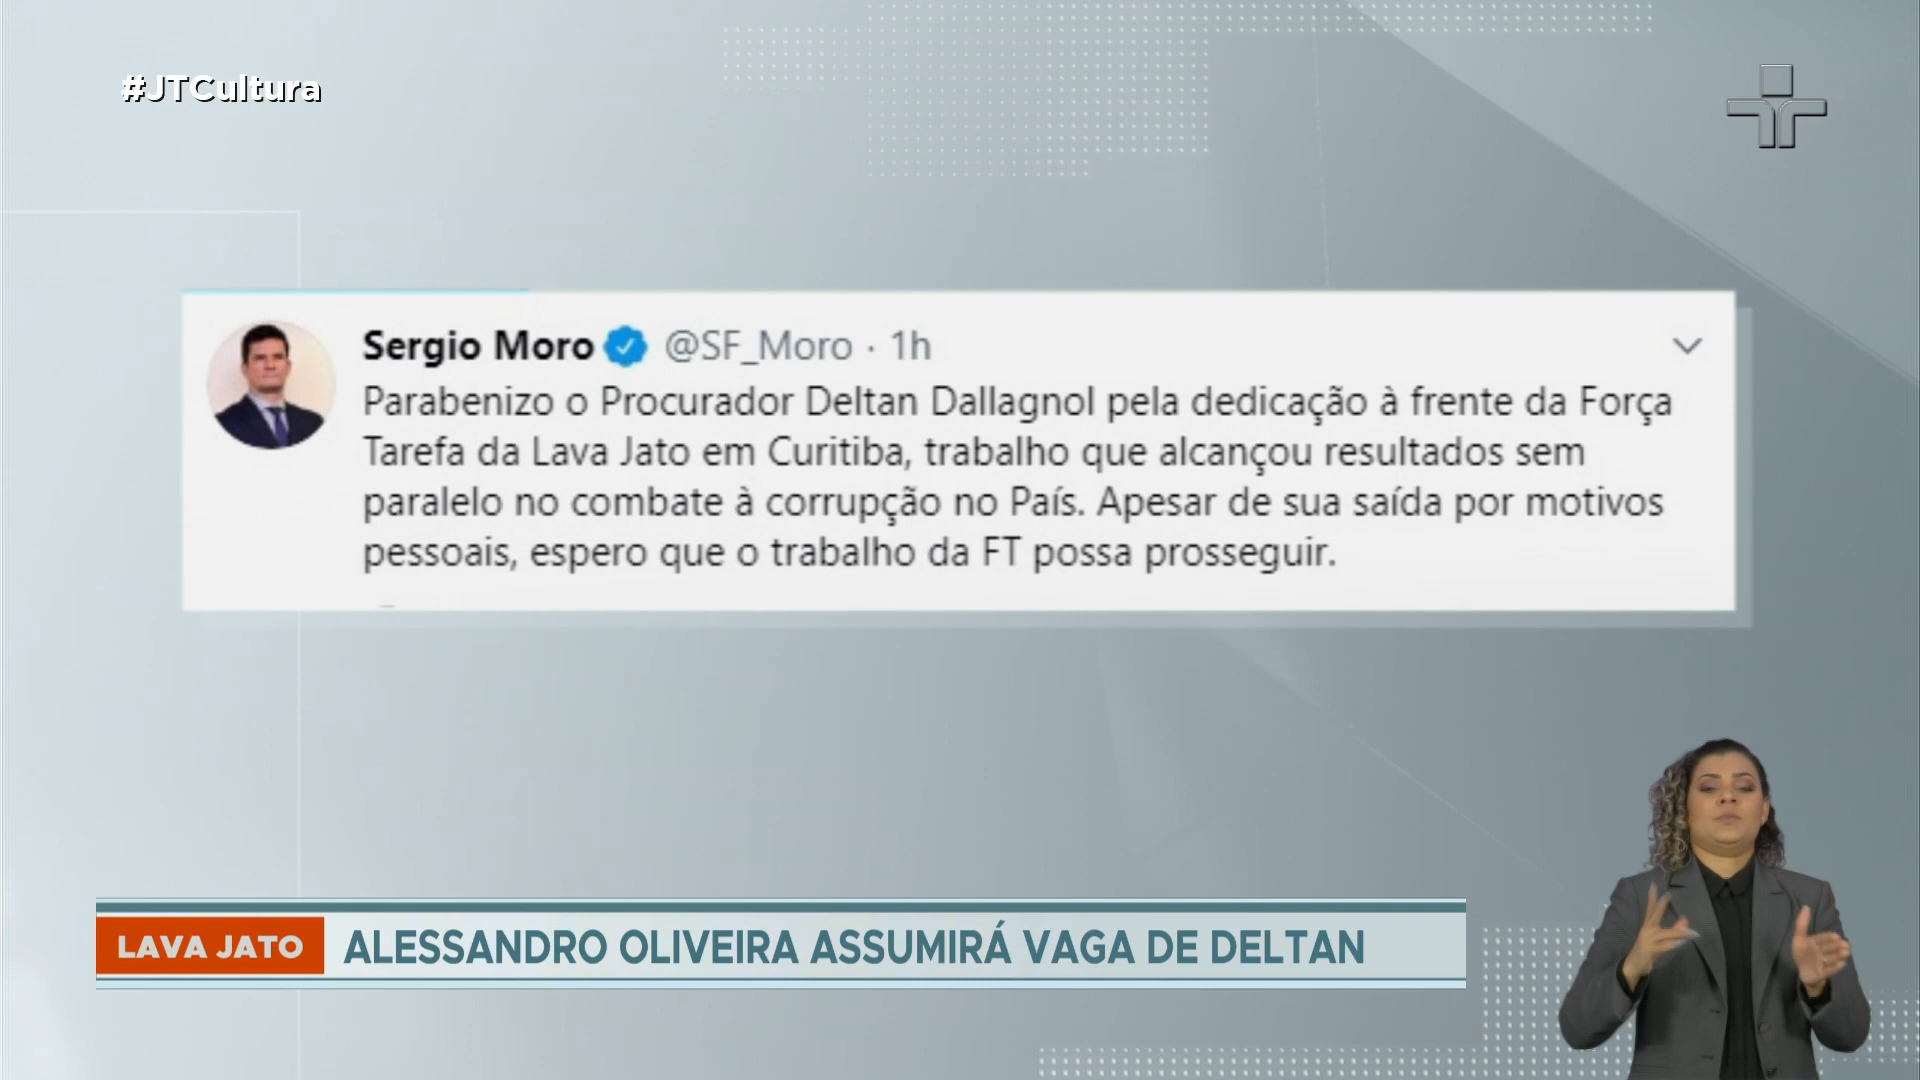 #JTCultura
Sergio Moro @SF_Moro · 1h
Parabenizo o Procurador Deltan Dallagnol pela dedicação à frente da Força
Tarefa da Lava Jato em Curitiba, trabalho que alcançou resultados sem
paralelo no combate à corrupção no País. Apesar de sua saída por motivos
pessoais, espero que o trabalho da FT possa prosseguir.
LAVA JATO
ALESSANDRO OLIVEIRA ASSUMIRÁ VAGA DE DELTAN